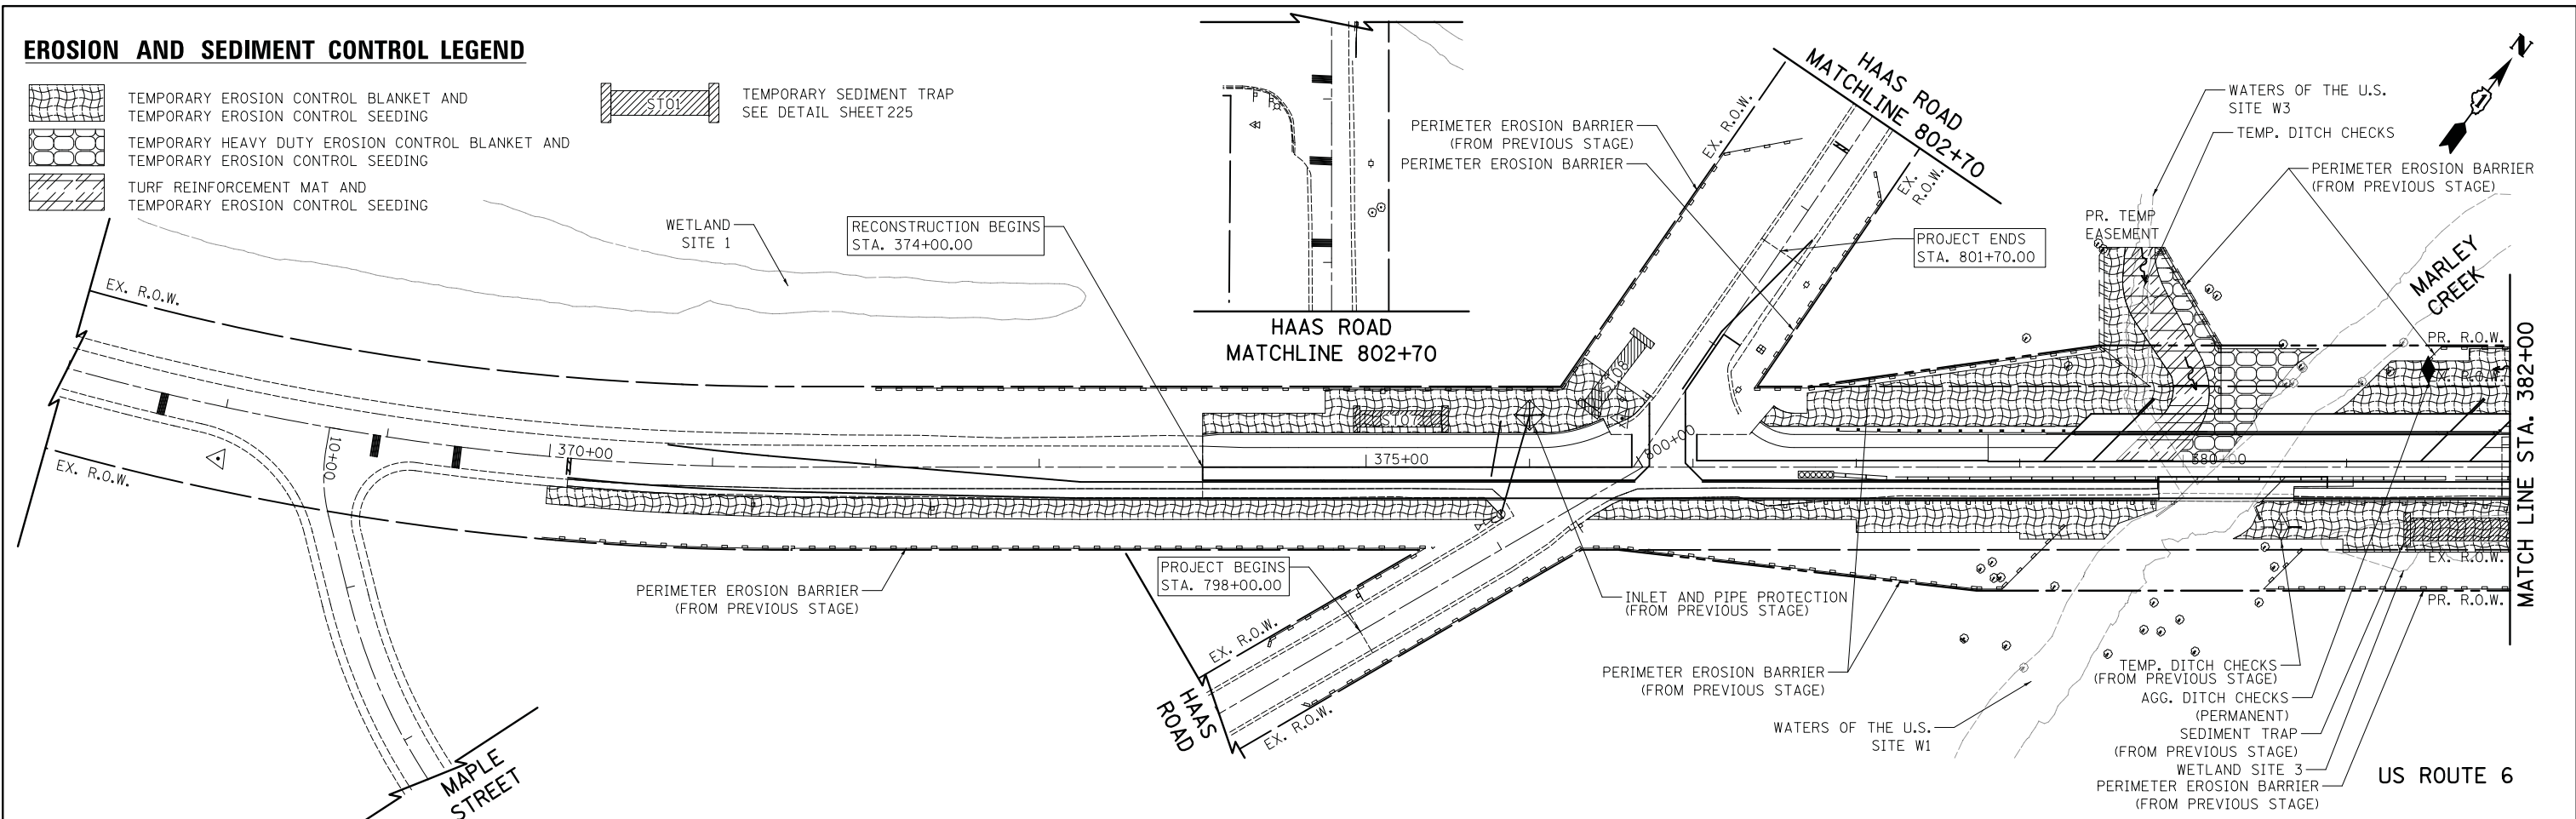 EROSION AND SEDIMENT CONTROL LEGEND
TEMPORARY EROSION CONTROL BLANKET AND
TEMPORARY EROSION CONTROL SEEDING
TEMPORARY HEAVY DUTY EROSION CONTROL BLANKET AND
TEMPORARY EROSION CONTROL SEEDING
TURF REINFORCEMENT MAT AND
TEMPORARY EROSION CONTROL SEEDING
ST01
TEMPORARY SEDIMENT TRAP
SEE DETAIL SHEET 225
WETLAND
SITE 1
RECONSTRUCTION BEGINS
STA. 374+00.00
HAAS ROAD
MATCHLINE 802+70
PERIMETER EROSION BARRIER
(FROM PREVIOUS STAGE)
PERIMETER EROSION BARRIER
EX. R.O.W.
HAAS ROAD
MATCHLINE 802+70
EX.
R.O.W.
PROJECT ENDS
STA. 801+70.00
N
1
WATERS OF THE U.S.
SITE W3
TEMP. DITCH CHECKS
PERIMETER EROSION BARRIER
(FROM PREVIOUS STAGE)
PR. TEMP
EASEMENT
MARLEY
CREEK
PR. R.O.W.
EX. R.O.W.
MATCH LINE STA. 382+00
EX. R.O.W.
EX. R.O.W.
10+00
370+00
375+00
800+00
380+00
ST07
ST08
MAPLE
STREET
PERIMETER EROSION BARRIER
(FROM PREVIOUS STAGE)
PROJECT BEGINS
STA. 798+00.00
EX. R.O.W.
HAAS
ROAD
EX. R.O.W.
INLET AND PIPE PROTECTION
(FROM PREVIOUS STAGE)
PERIMETER EROSION BARRIER
(FROM PREVIOUS STAGE)
WATERS OF THE U.S.
SITE W1
EX. R.O.W.
PR. R.O.W.
TEMP. DITCH CHECKS
(FROM PREVIOUS STAGE)
AGG. DITCH CHECKS
(PERMANENT)
SEDIMENT TRAP
(FROM PREVIOUS STAGE)
WETLAND SITE 3
PERIMETER EROSION BARRIER
(FROM PREVIOUS STAGE)
US ROUTE 6